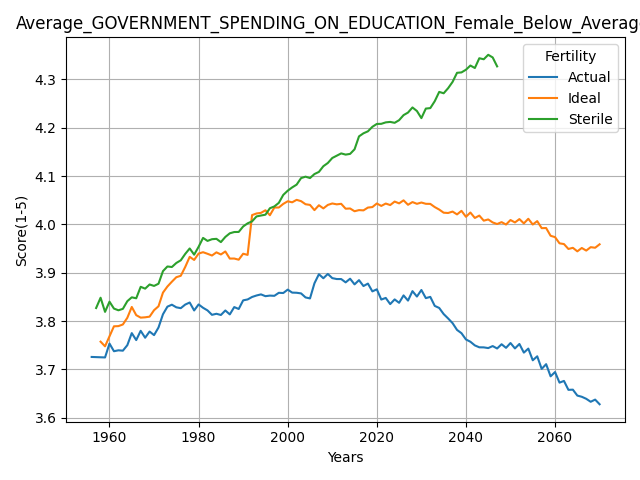 Average_GOVERNMENT_SPENDING_ON_EDUCATION_Female_Below_Average
Fertility
Actual
Ideal
Sterile
Score(1-5)
4.3
4.2
4.1
4.0
3.9
3.8
3.7
3.6
1960 1980 2000 2020 2040 2060
Years